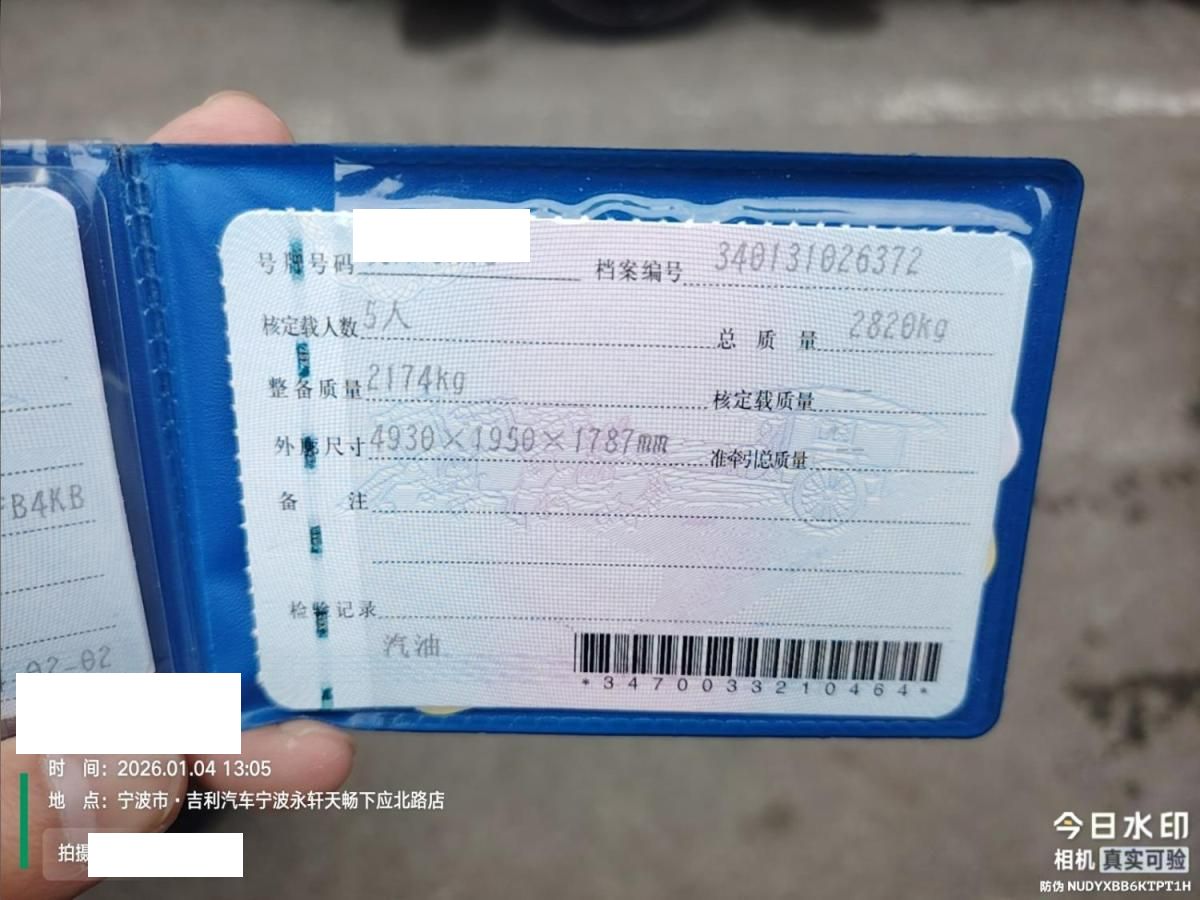 号牌号码 档案编号 340131026372
核定载人数 5人 总质量 2820kg
整备质量 2174kg 核定载质量
外廓尺寸 4930×1950×1787mm 准牵引总质量
备注
检验记录
汽油
*3470033210464*
FB4KB
02-02
时 间：2026.01.04 13:05
地 点：宁波市·吉利汽车宁波永轩天畅下应北路店
拍摄
今日水印
相机 真实可验
防伪 NUDYXBB6KTPT1H